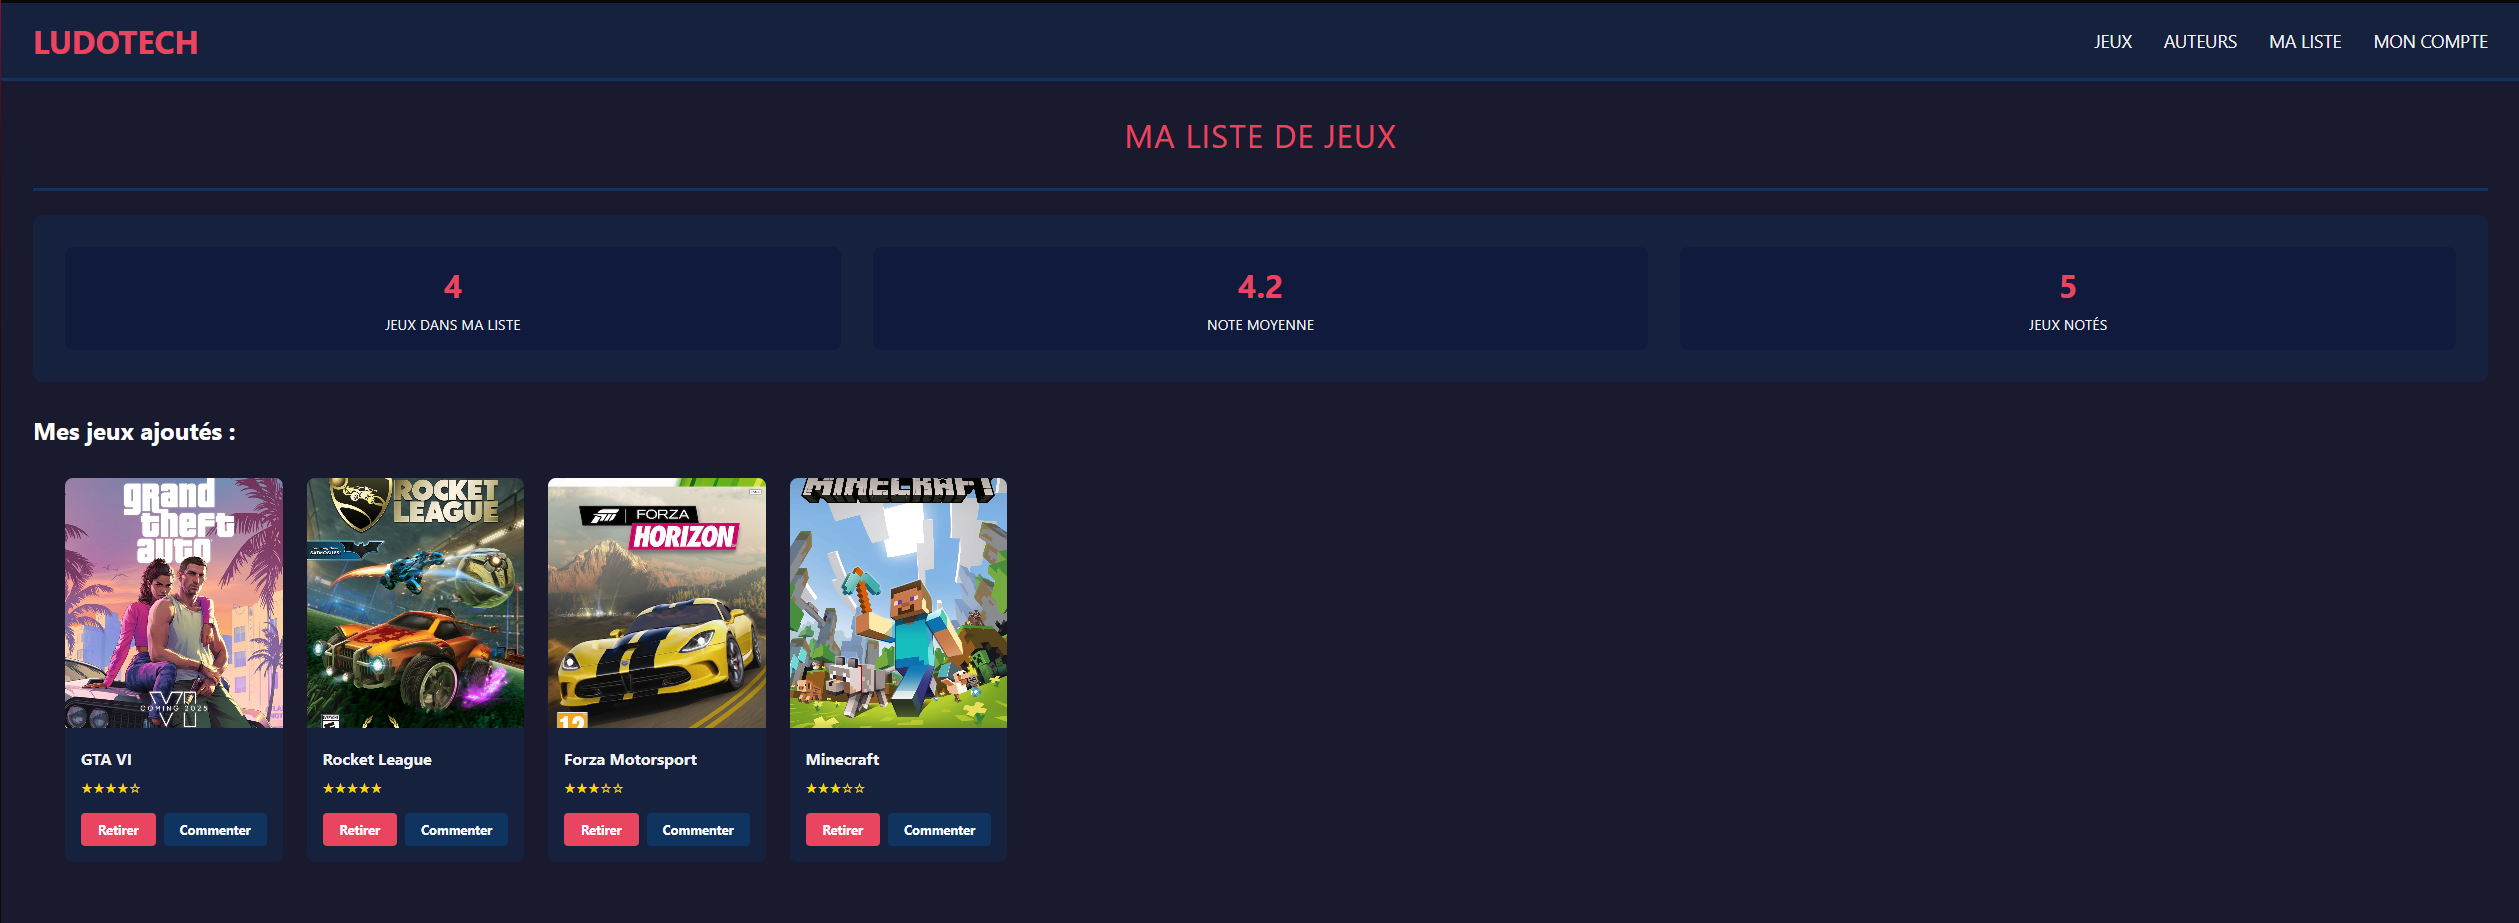 LUDOTECH
JEUX AUTEURS MA LISTE MON COMPTE
MA LISTE DE JEUX
4
JEUX DANS MA LISTE
4.2
NOTE MOYENNE
5
JEUX NOTÉS
Mes jeux ajoutés :
grand
theft
auto
VI
COMING 2025
ROCKET
LEAGUE
FORZA
HORIZON
12
MINECRAFT
GTA VI
★★★★☆
Retirer Commenter
Rocket League
★★★★★
Retirer Commenter
Forza Motorsport
★★★☆☆
Retirer Commenter
Minecraft
★★★☆☆
Retirer Commenter